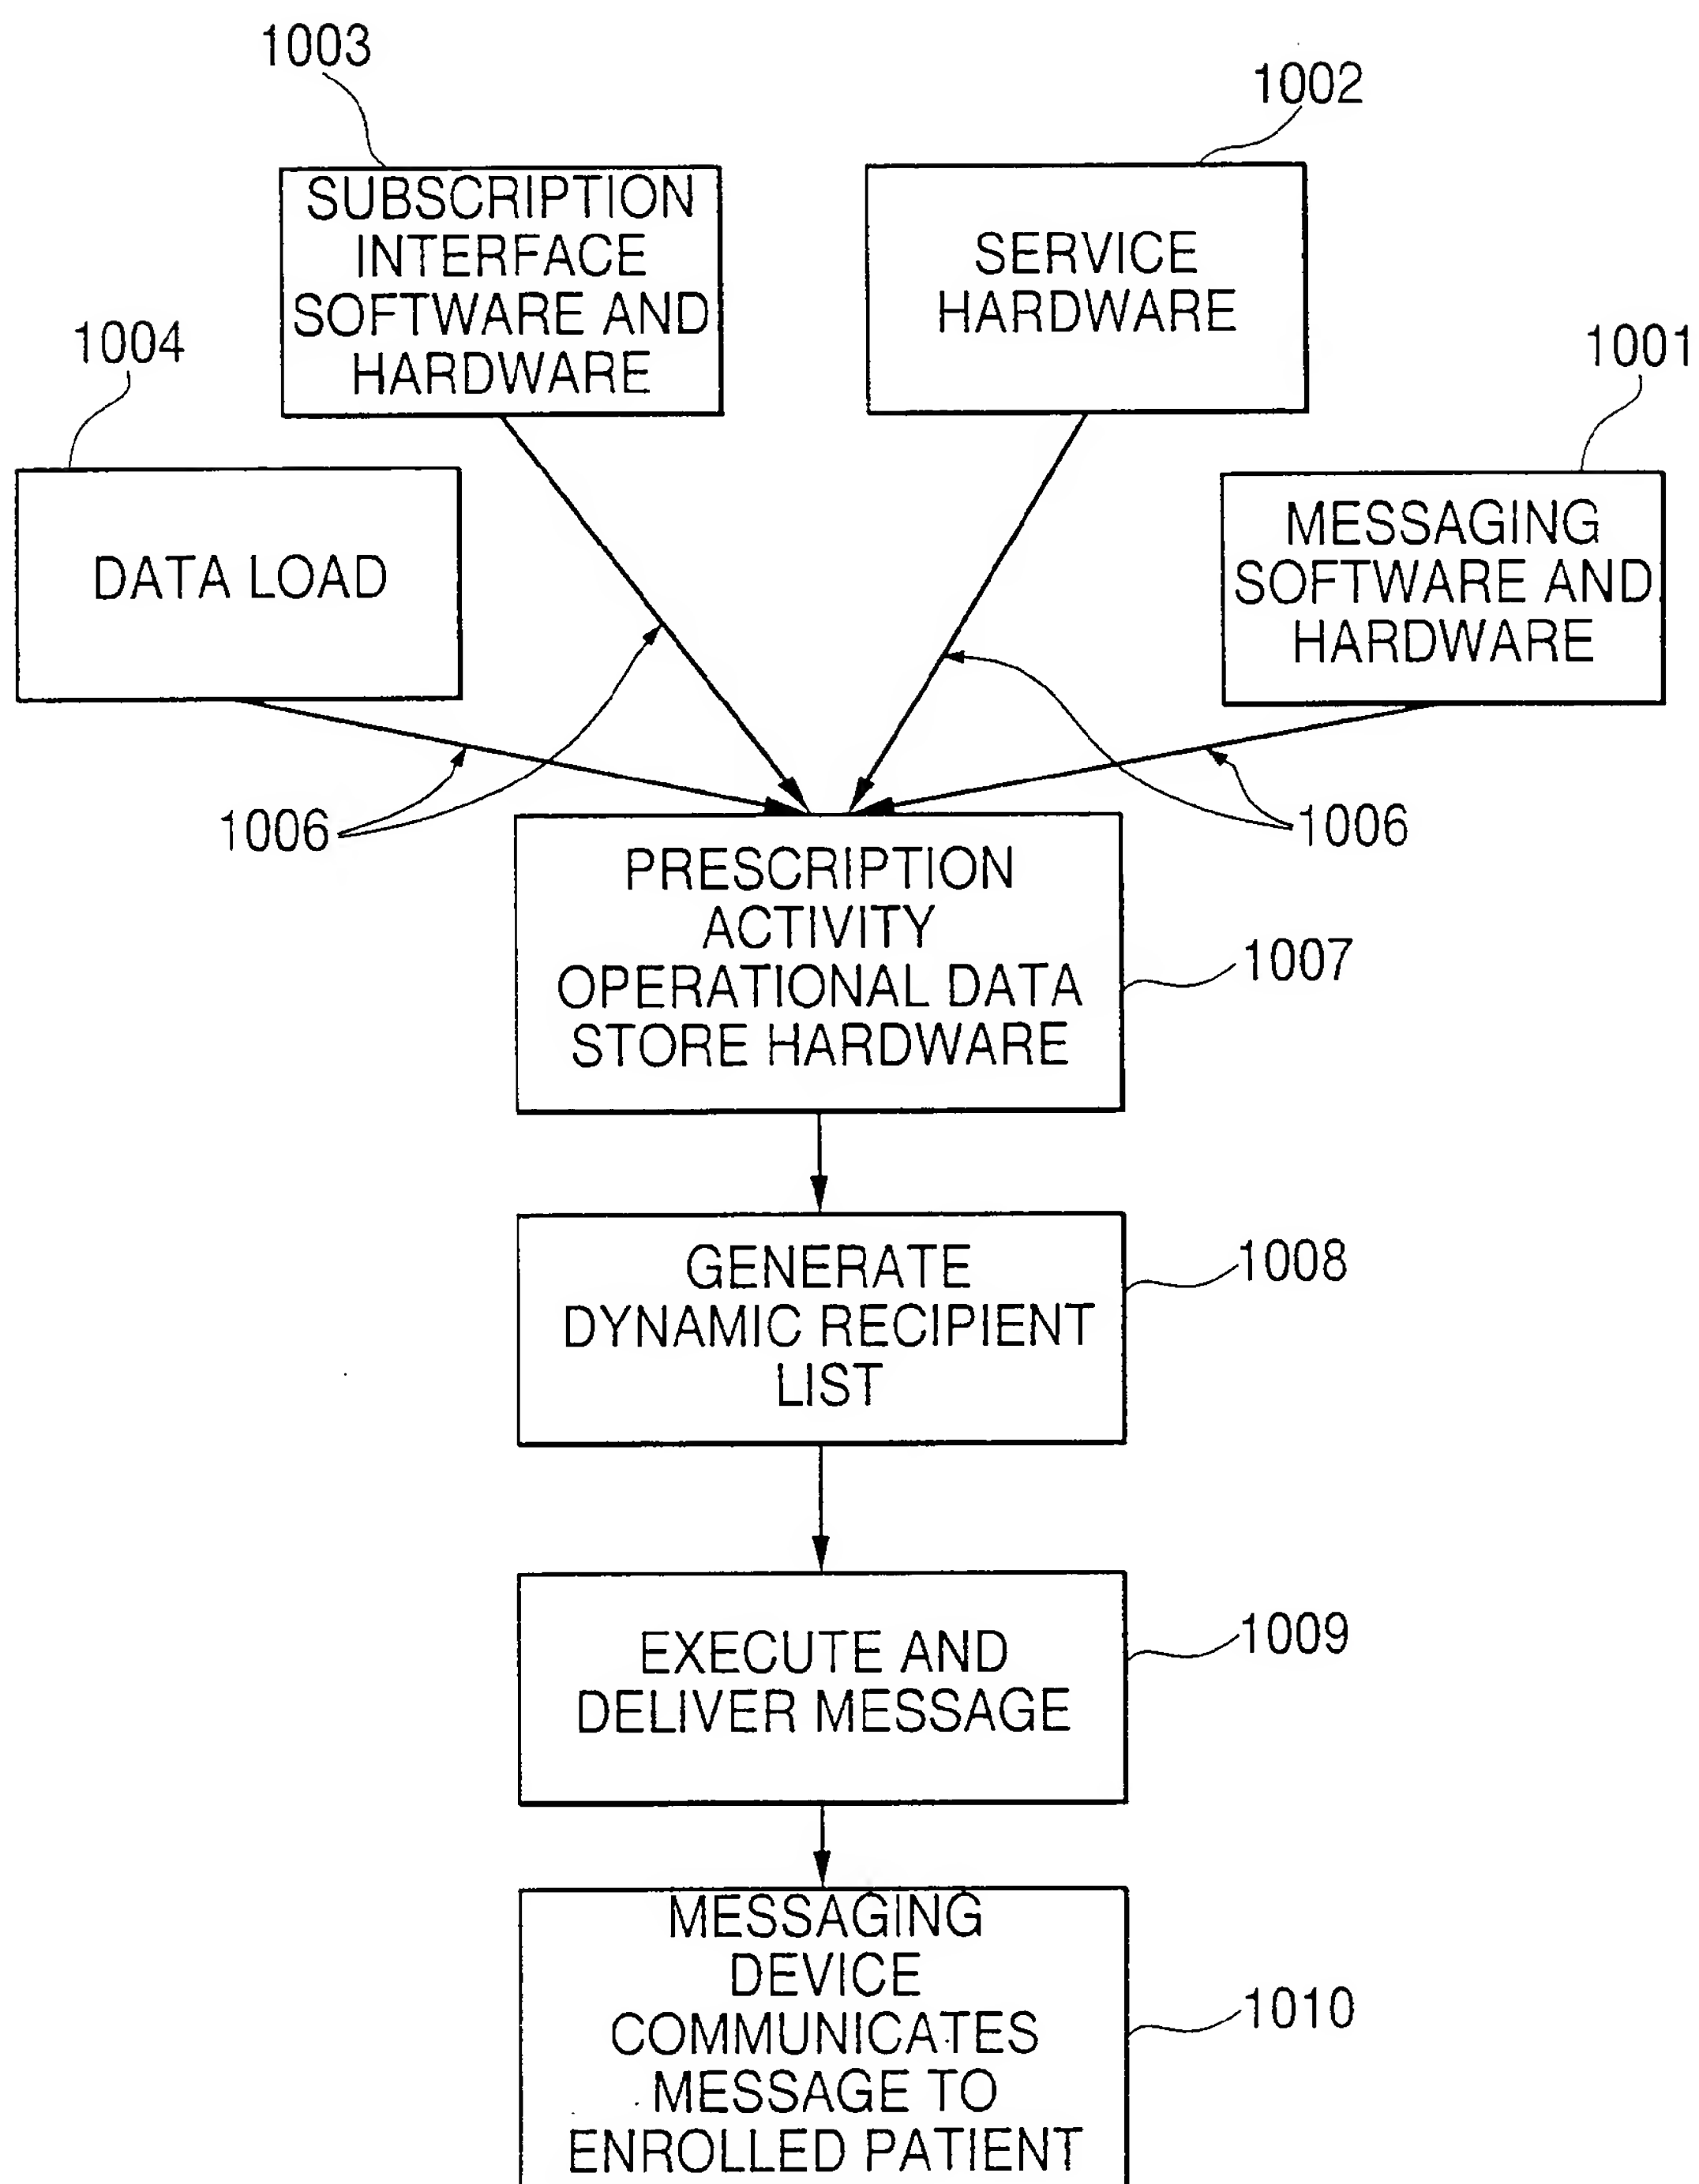 1003
1002
SUBSCRIPTION
INTERFACE
SOFTWARE AND
HARDWARE
SERVICE
HARDWARE
1004
1001
DATA LOAD
MESSAGING
SOFTWARE AND
HARDWARE
1006
1006
PRESCRIPTION
ACTIVITY
OPERATIONAL DATA
STORE HARDWARE
1007
GENERATE
DYNAMIC RECIPIENT
LIST
1008
EXECUTE AND
DELIVER MESSAGE
1009
MESSAGING
DEVICE
COMMUNICATES
MESSAGE TO
ENROLLED PATIENT
1010